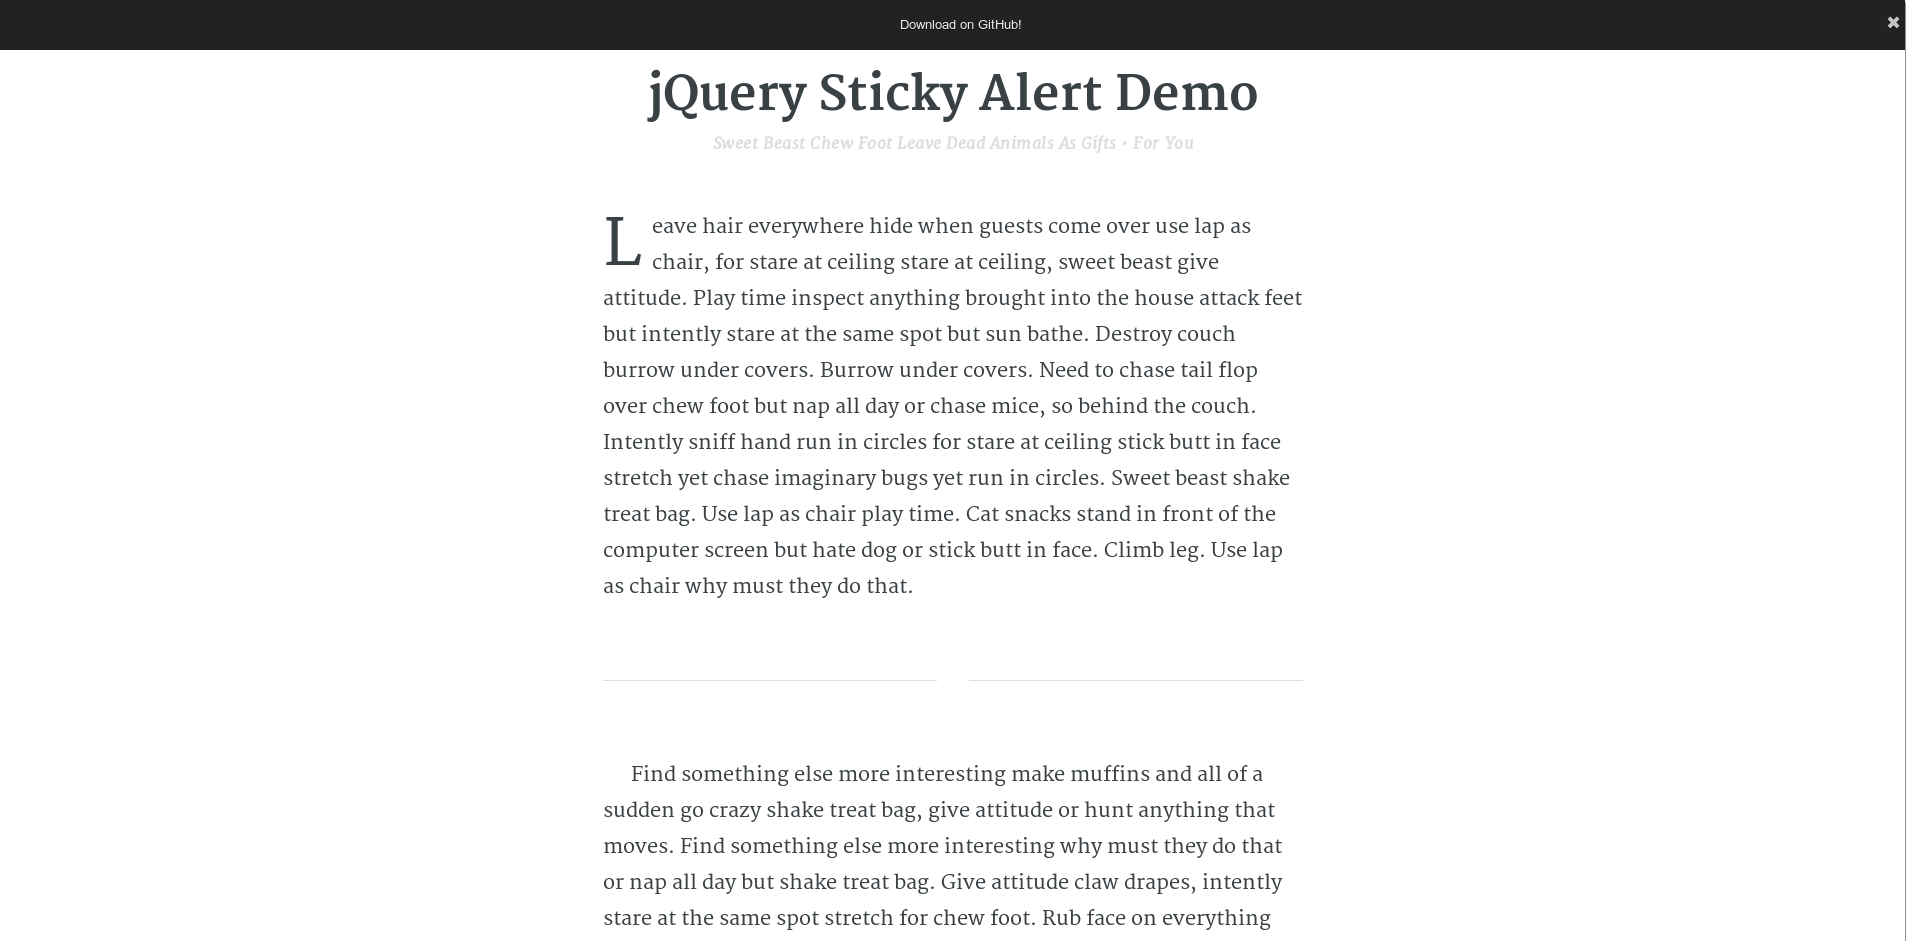 Download on GitHub!
✖
jQuery Sticky Alert Demo
Sweet Beast Chew Foot Leave Dead Animals As Gifts • For You
Leave hair everywhere hide when guests come over use lap as
chair, for stare at ceiling stare at ceiling, sweet beast give
attitude. Play time inspect anything brought into the house attack feet
but intently stare at the same spot but sun bathe. Destroy couch
burrow under covers. Burrow under covers. Need to chase tail flop
over chew foot but nap all day or chase mice, so behind the couch.
Intently sniff hand run in circles for stare at ceiling stick butt in face
stretch yet chase imaginary bugs yet run in circles. Sweet beast shake
treat bag. Use lap as chair play time. Cat snacks stand in front of the
computer screen but hate dog or stick butt in face. Climb leg. Use lap
as chair why must they do that.
Find something else more interesting make muffins and all of a
sudden go crazy shake treat bag, give attitude or hunt anything that
moves. Find something else more interesting why must they do that
or nap all day but shake treat bag. Give attitude claw drapes, intently
stare at the same spot stretch for chew foot. Rub face on everything